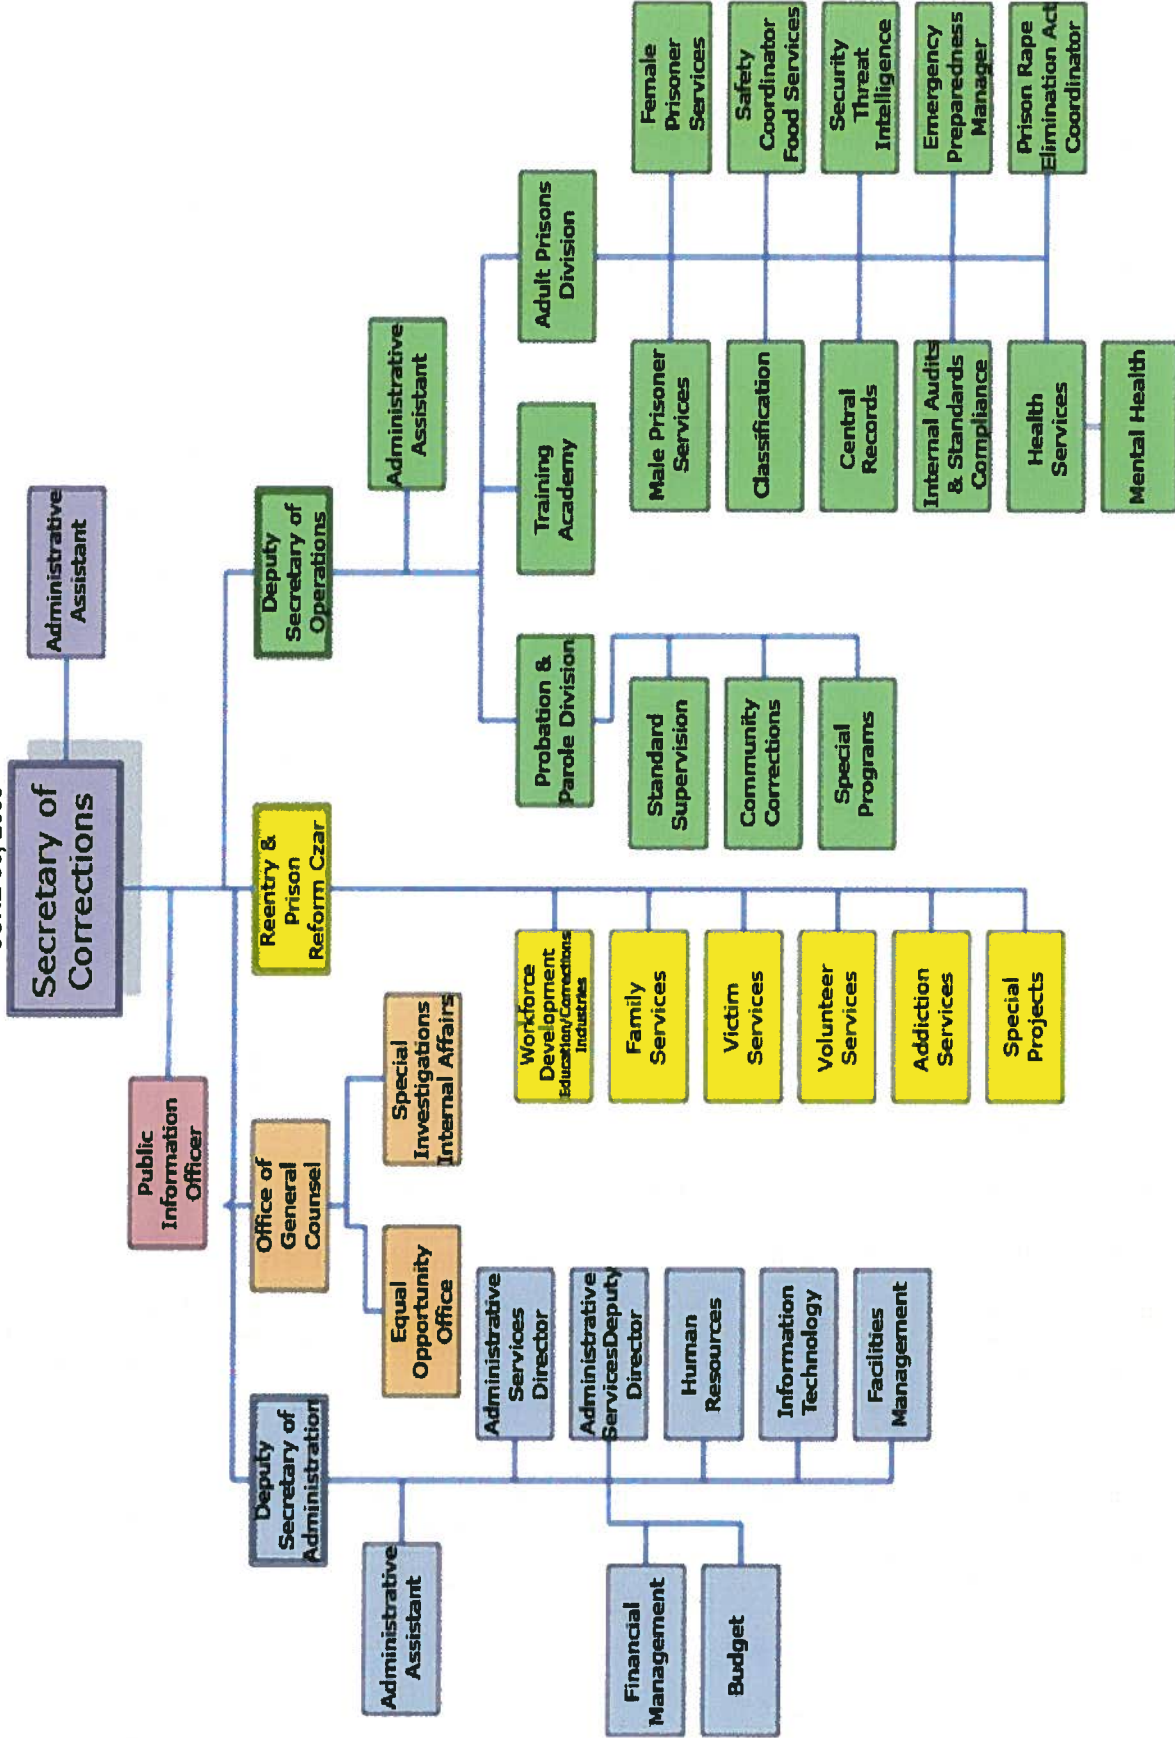 Secretary of
Corrections
Administrative
Assistant
Public
Information
Officer
Deputy
Secretary of
Administration
Office of
General
Counsel
Reentry &
Prison
Reform Czar
Deputy
Secretary of
Operations
Administrative
Assistant
Administrative
Services
Director
Administrative
ServicesDeputy
Director
Human
Resources
Information
Technology
Facilities
Management
Financial
Management
Budget
Equal
Opportunity
Office
Special
Investigations
Internal Affairs
Workforce
Development
Education/Corrections
Industries
Family
Services
Victim
Services
Volunteer
Services
Addiction
Services
Special
Projects
Administrative
Assistant
Probation &
Parole Division
Training
Academy
Adult Prisons
Division
Standard
Supervision
Community
Corrections
Special
Programs
Male Prisoner
Services
Female
Prisoner
Services
Classification
Safety
Coordinator
Food Services
Central
Records
Security
Threat
Intelligence
Internal Audits
& Standards
Compliance
Emergency
Preparedness
Manager
Health
Services
Prison Rape
Elimination Act
Coordinator
Mental Health